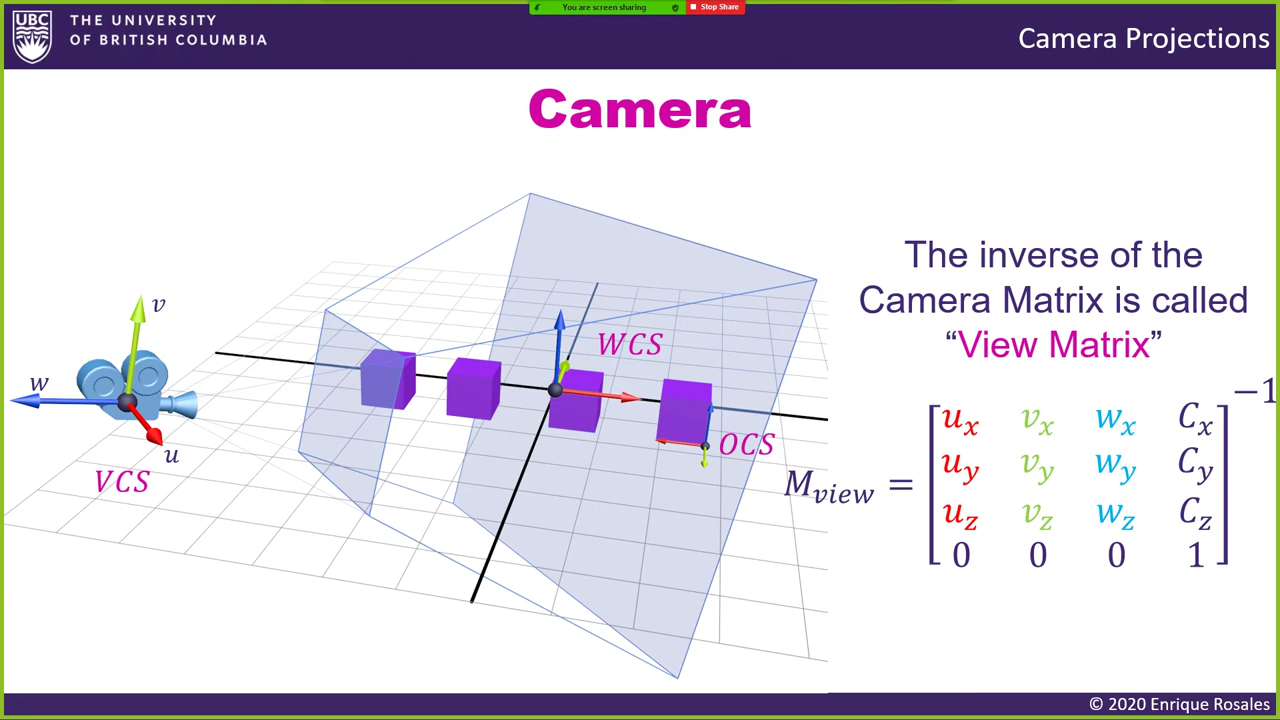 You are screen sharing
Stop Share
UBC
THE UNIVERSITY
OF BRITISH COLUMBIA
Camera Projections
Camera
The inverse of the
Camera Matrix is called
“View Matrix”
v
w
u
VCS
WCS
OCS
M_view = [u_x v_x w_x C_x
u_y v_y w_y C_y
u_z v_z w_z C_z
0 0 0 1]^−1
© 2020 Enrique Rosales